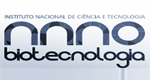 INSTITUTO NACIONAL DE CIÊNCIA E TECNOLOGIA
nano
biotecnologia